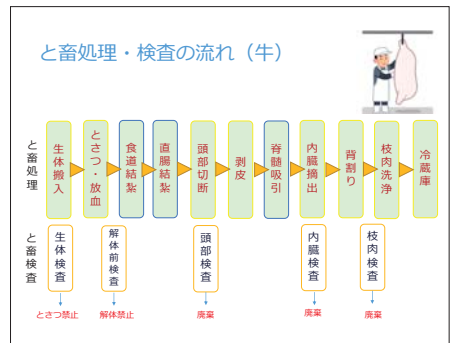 と畜処理・検査の流れ（牛）
と畜処理
生体搬入
とさつ・放血
食道結紮
直腸結紮
頭部切断
剥皮
脊髄吸引
内臓摘出
背割り
枝肉洗浄
冷蔵庫
と畜検査
生体検査
解体前検査
頭部検査
内臓検査
枝肉検査
とさつ禁止
解体禁止
廃棄
廃棄
廃棄